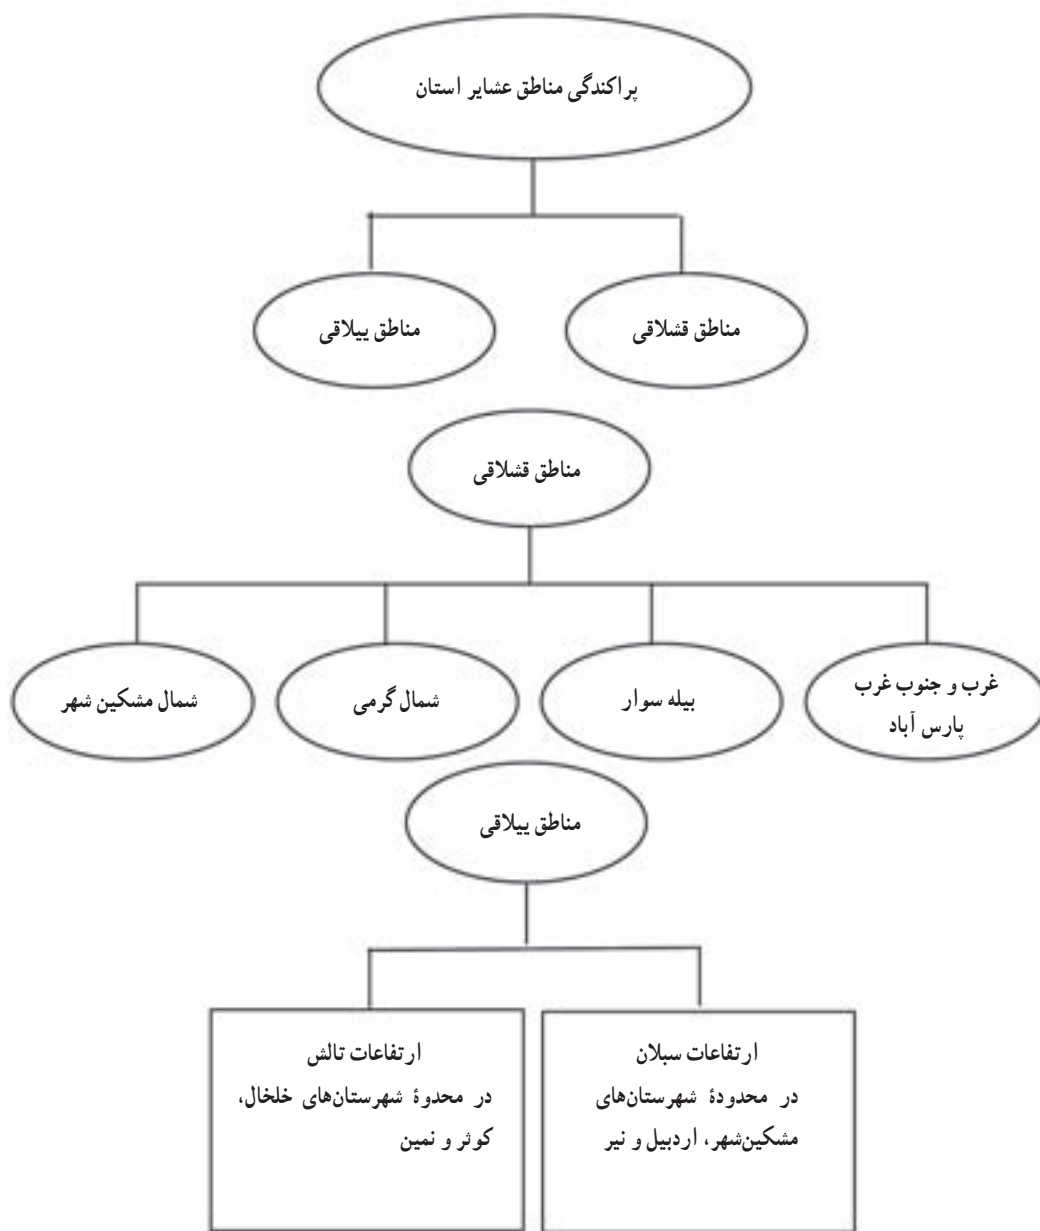 پراکندگی مناطق عشایر استان
مناطق قشلاقی
مناطق ییلاقی
مناطق قشلاقی
غرب و جنوب غرب
پارس آباد
بیله سوار
شمال گرمی
شمال مشکین شهر
مناطق ییلاقی
ارتفاعات سبلان
در محدودۀ شهرستان‌های
مشکین‌شهر، اردبیل و نیر
ارتفاعات تالش
در محدوۀ شهرستان‌های خلخال،
کوثر و نمین